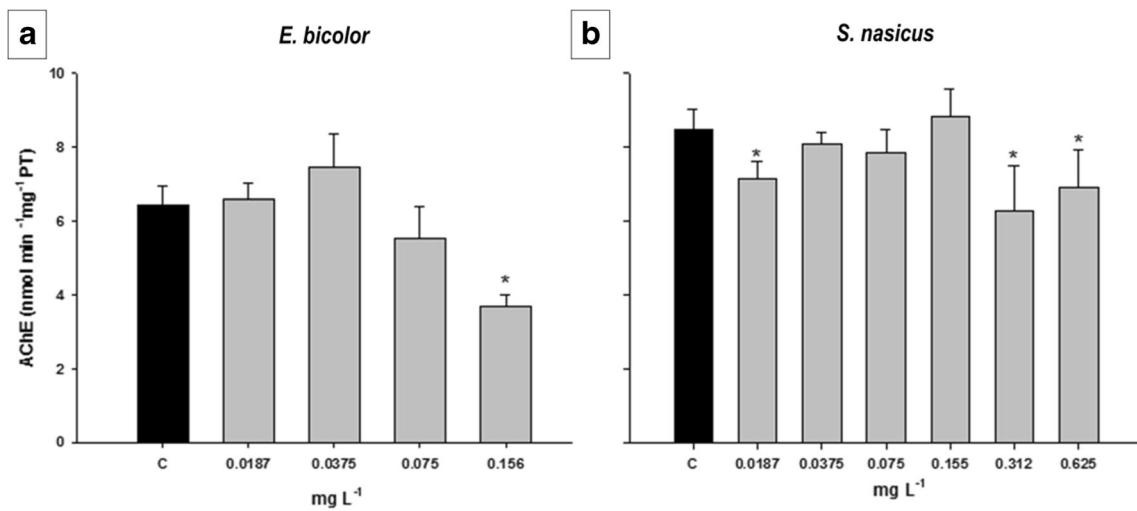 a
E. bicolor
AChE (nmol min ⁻¹mg⁻¹ PT)
10
8
6
4
2
0
*
C 0.0187 0.0375 0.075 0.156
mg L⁻¹
b
S. nasicus
* * *
C 0.0187 0.0375 0.075 0.155 0.312 0.625
mg L⁻¹